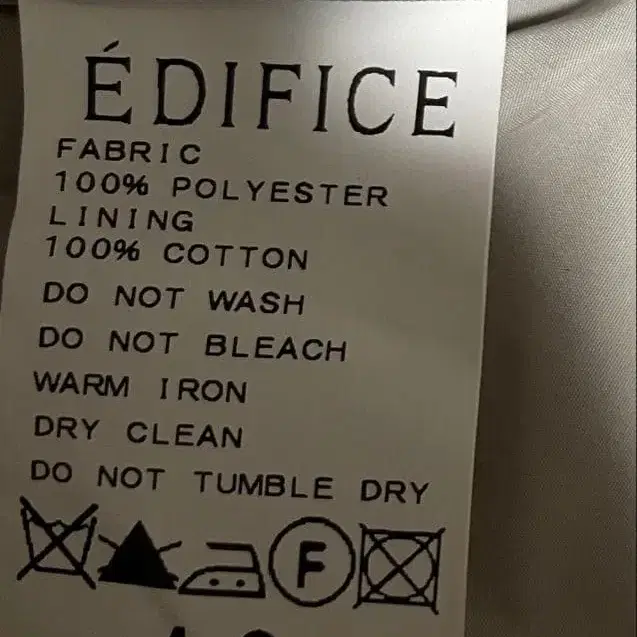 ÉDIFICE
FABRIC
100% POLYESTER
LINING
100% COTTON
DO NOT WASH
DO NOT BLEACH
WARM IRON
DRY CLEAN
DO NOT TUMBLE DRY
F